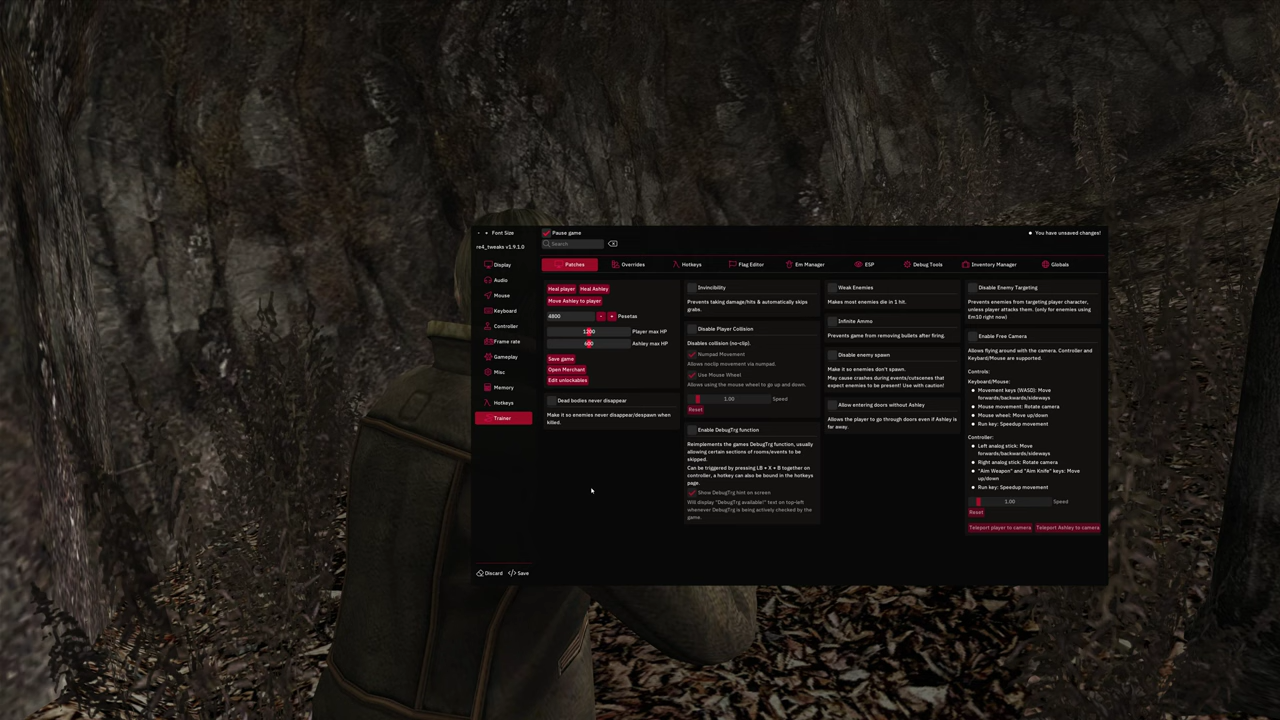 Font Size
re4_tweaks v1.9.1.0
Display
Audio
Mouse
Keyboard
Controller
Frame rate
Gameplay
Misc
Memory
Hotkeys
Trainer
Discard
Save
Pause game
You have unsaved changes!
Search
Patches
Overrides
Hotkeys
Flag Editor
Em Manager
ESP
Debug Tools
Inventory Manager
Globals
Heal player
Heal Ashley
Move Ashley to player
4800
-
+
Pesetas
1200
Player max HP
600
Ashley max HP
Save game
Open Merchant
Edit unlockables
Dead bodies never disappear
Make it so enemies never disappear/despawn when
killed.
Invincibility
Prevents taking damage/hits & automatically skips
grabs.
Disable Player Collision
Disables collision (no-clip).
Numpad Movement
Allows noclip movement via numpad.
Use Mouse Wheel
Allows using the mouse wheel to go up and down.
1.00
Speed
Reset
Enable DebugTrg function
Reimplements the games DebugTrg function, usually
allowing certain sections of rooms/events to be
skipped.
Can be triggered by pressing LB + X + B together on
controller, a hotkey can also be bound in the hotkeys
page.
Show DebugTrg hint on screen
Will display "DebugTrg available!" text on top-left
whenever DebugTrg is being actively checked by the
game.
Weak Enemies
Makes most enemies die in 1 hit.
Infinite Ammo
Prevents game from removing bullets after firing.
Disable enemy spawn
Make it so enemies don't spawn.
May cause crashes during events/cutscenes that
expect enemies to be present! Use with caution!
Allow entering doors without Ashley
Allows the player to go through doors even if Ashley is
far away.
Disable Enemy Targeting
Prevents enemies from targeting player character,
unless player attacks them. (only for enemies using
Em10 right now)
Enable Free Camera
Allows flying around with the camera. Controller and
Keybard/Mouse are supported.
Controls:
Keyboard/Mouse:
Movement keys (WASD): Move
forwards/backwards/sideways
Mouse movement: Rotate camera
Mouse wheel: Move up/down
Run key: Speedup movement
Controller:
Left analog stick: Move
forwards/backwards/sideways
Right analog stick: Rotate camera
"Aim Weapon" and "Aim Knife" keys: Move
up/down
Run key: Speedup movement
1.00
Speed
Reset
Teleport player to camera
Teleport Ashley to camera